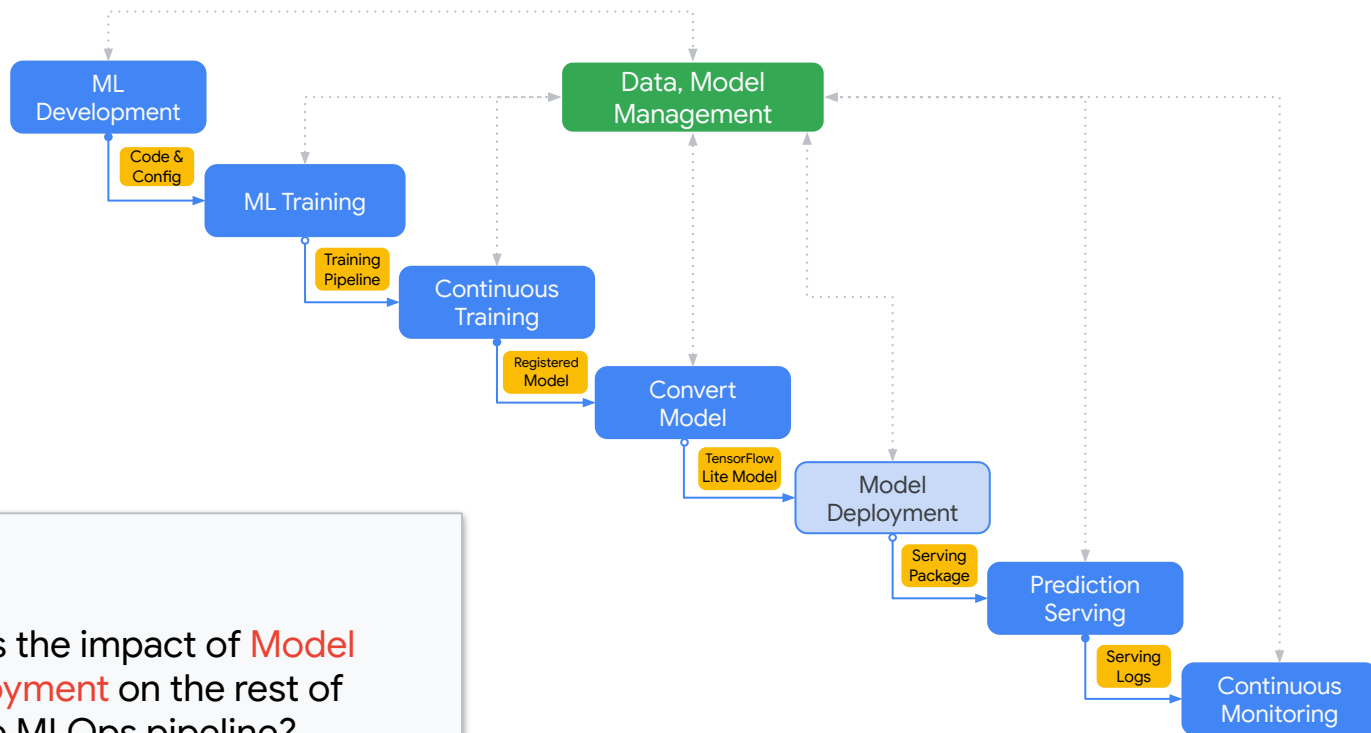 ML
Development
Data, Model
Management
Code &
Config
ML Training
Training
Pipeline
Continuous
Training
Registered
Model
Convert
Model
TensorFlow
Lite Model
Model
Deployment
Serving
Package
Prediction
Serving
Serving
Logs
Continuous
Monitoring
the impact of Model
on the rest of
MLOps pipeline?